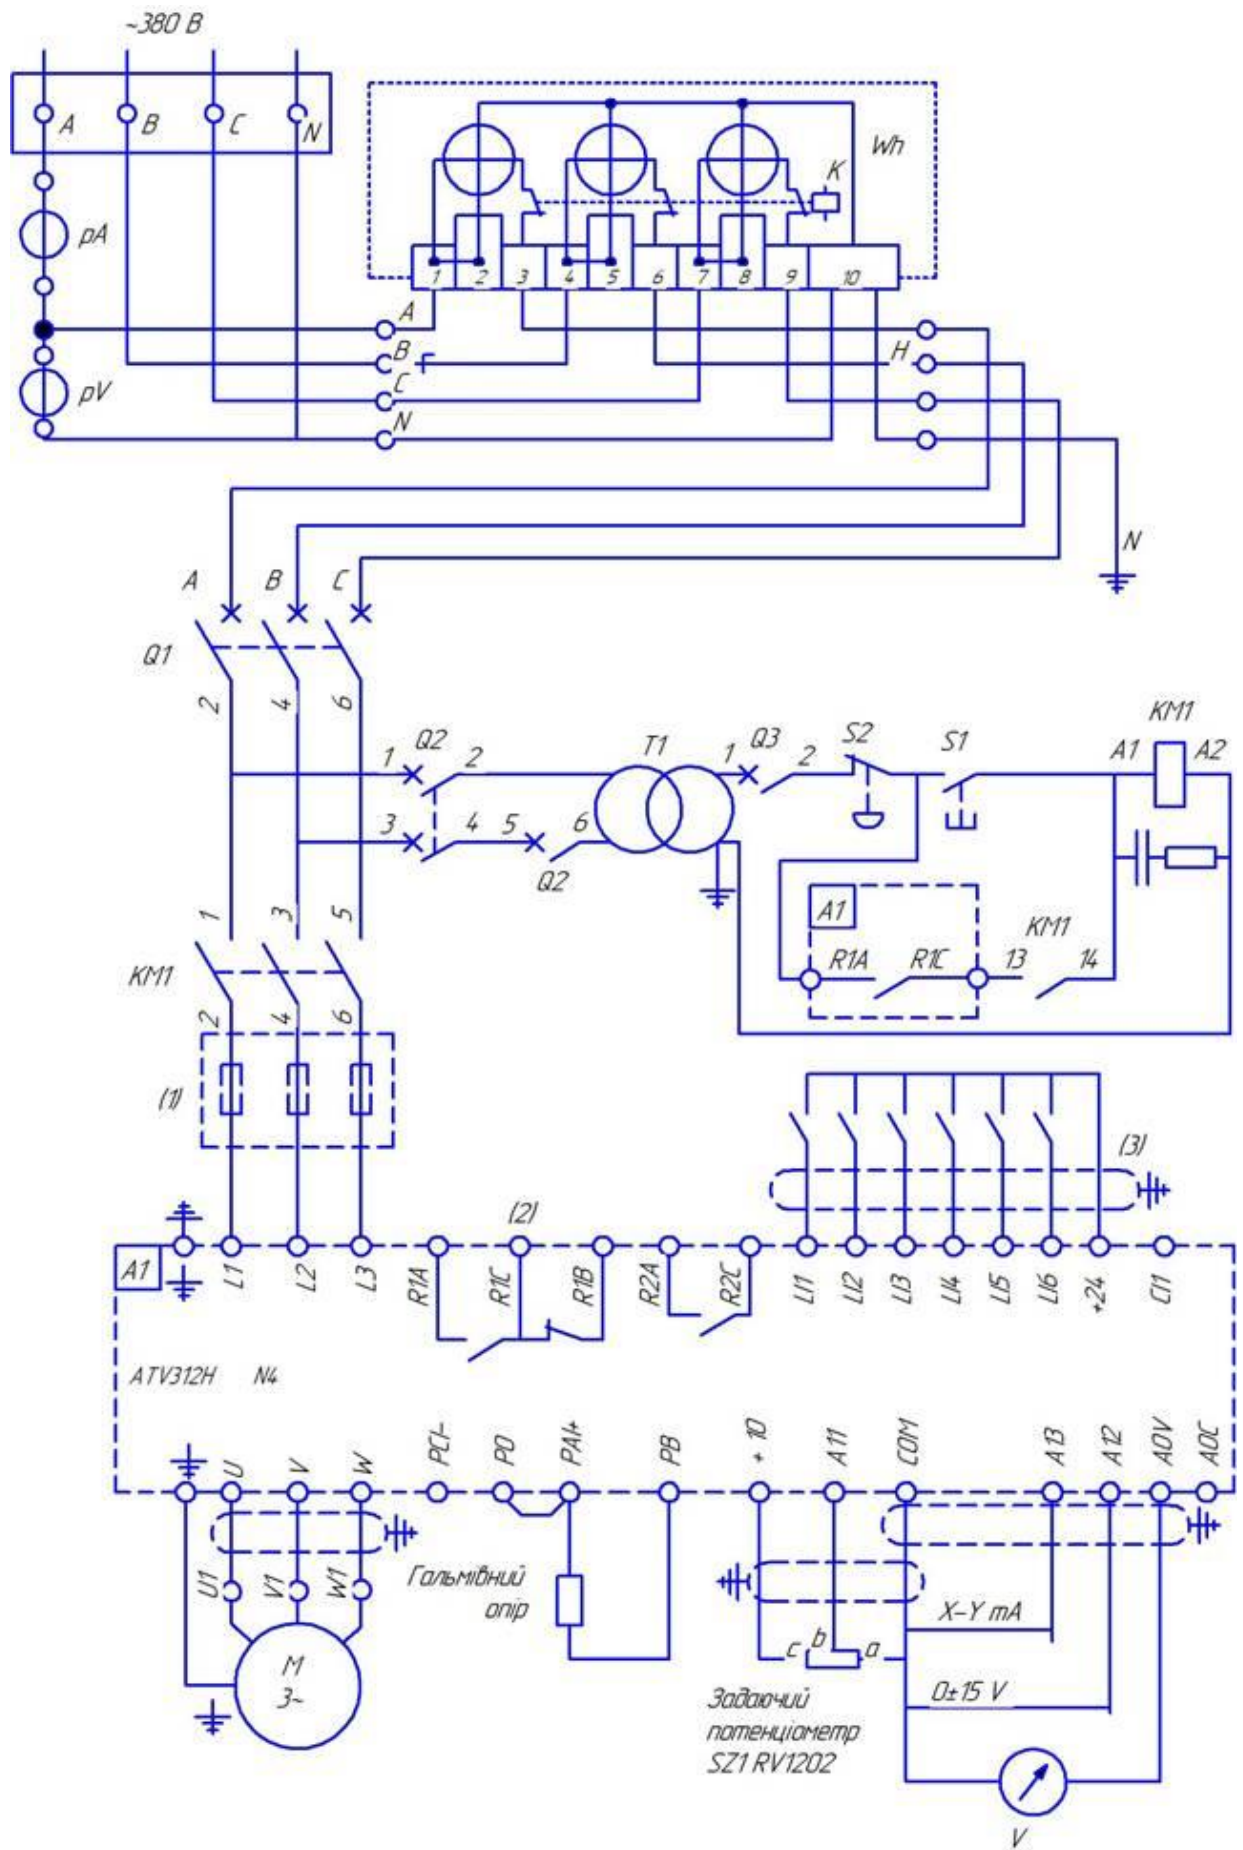 ~380 В
A B C N
Wh
K
pA
1 2 3 4 5 6 7 8 9 10
A
B Г
H
pV
C
N
N
A B C
Q1
2 4 6
KM1
1 Q2 2 T1 1 Q3 2 S2 S1 A1 A2
3 4 5 6
Q2
1 3 5
A1
KM1
KM1
R1A R1C 13 14
2 4 6
(1)
(3)
(2)
A1
L1 L2 L3 R1A R1C R1B R2A R2C LI1 LI2 LI3 LI4 LI5 LI6 +24 CI1
ATV312H N4
U V W PC/- PO PA/+ PB +10 A11 COM A13 A12 AOV AOC
U1 V1 W1
Гальмівний
опір
X-Y mA
c b a
M
3~
0±15 V
Задаючий
потенціометр
SZ1 RV1202
V